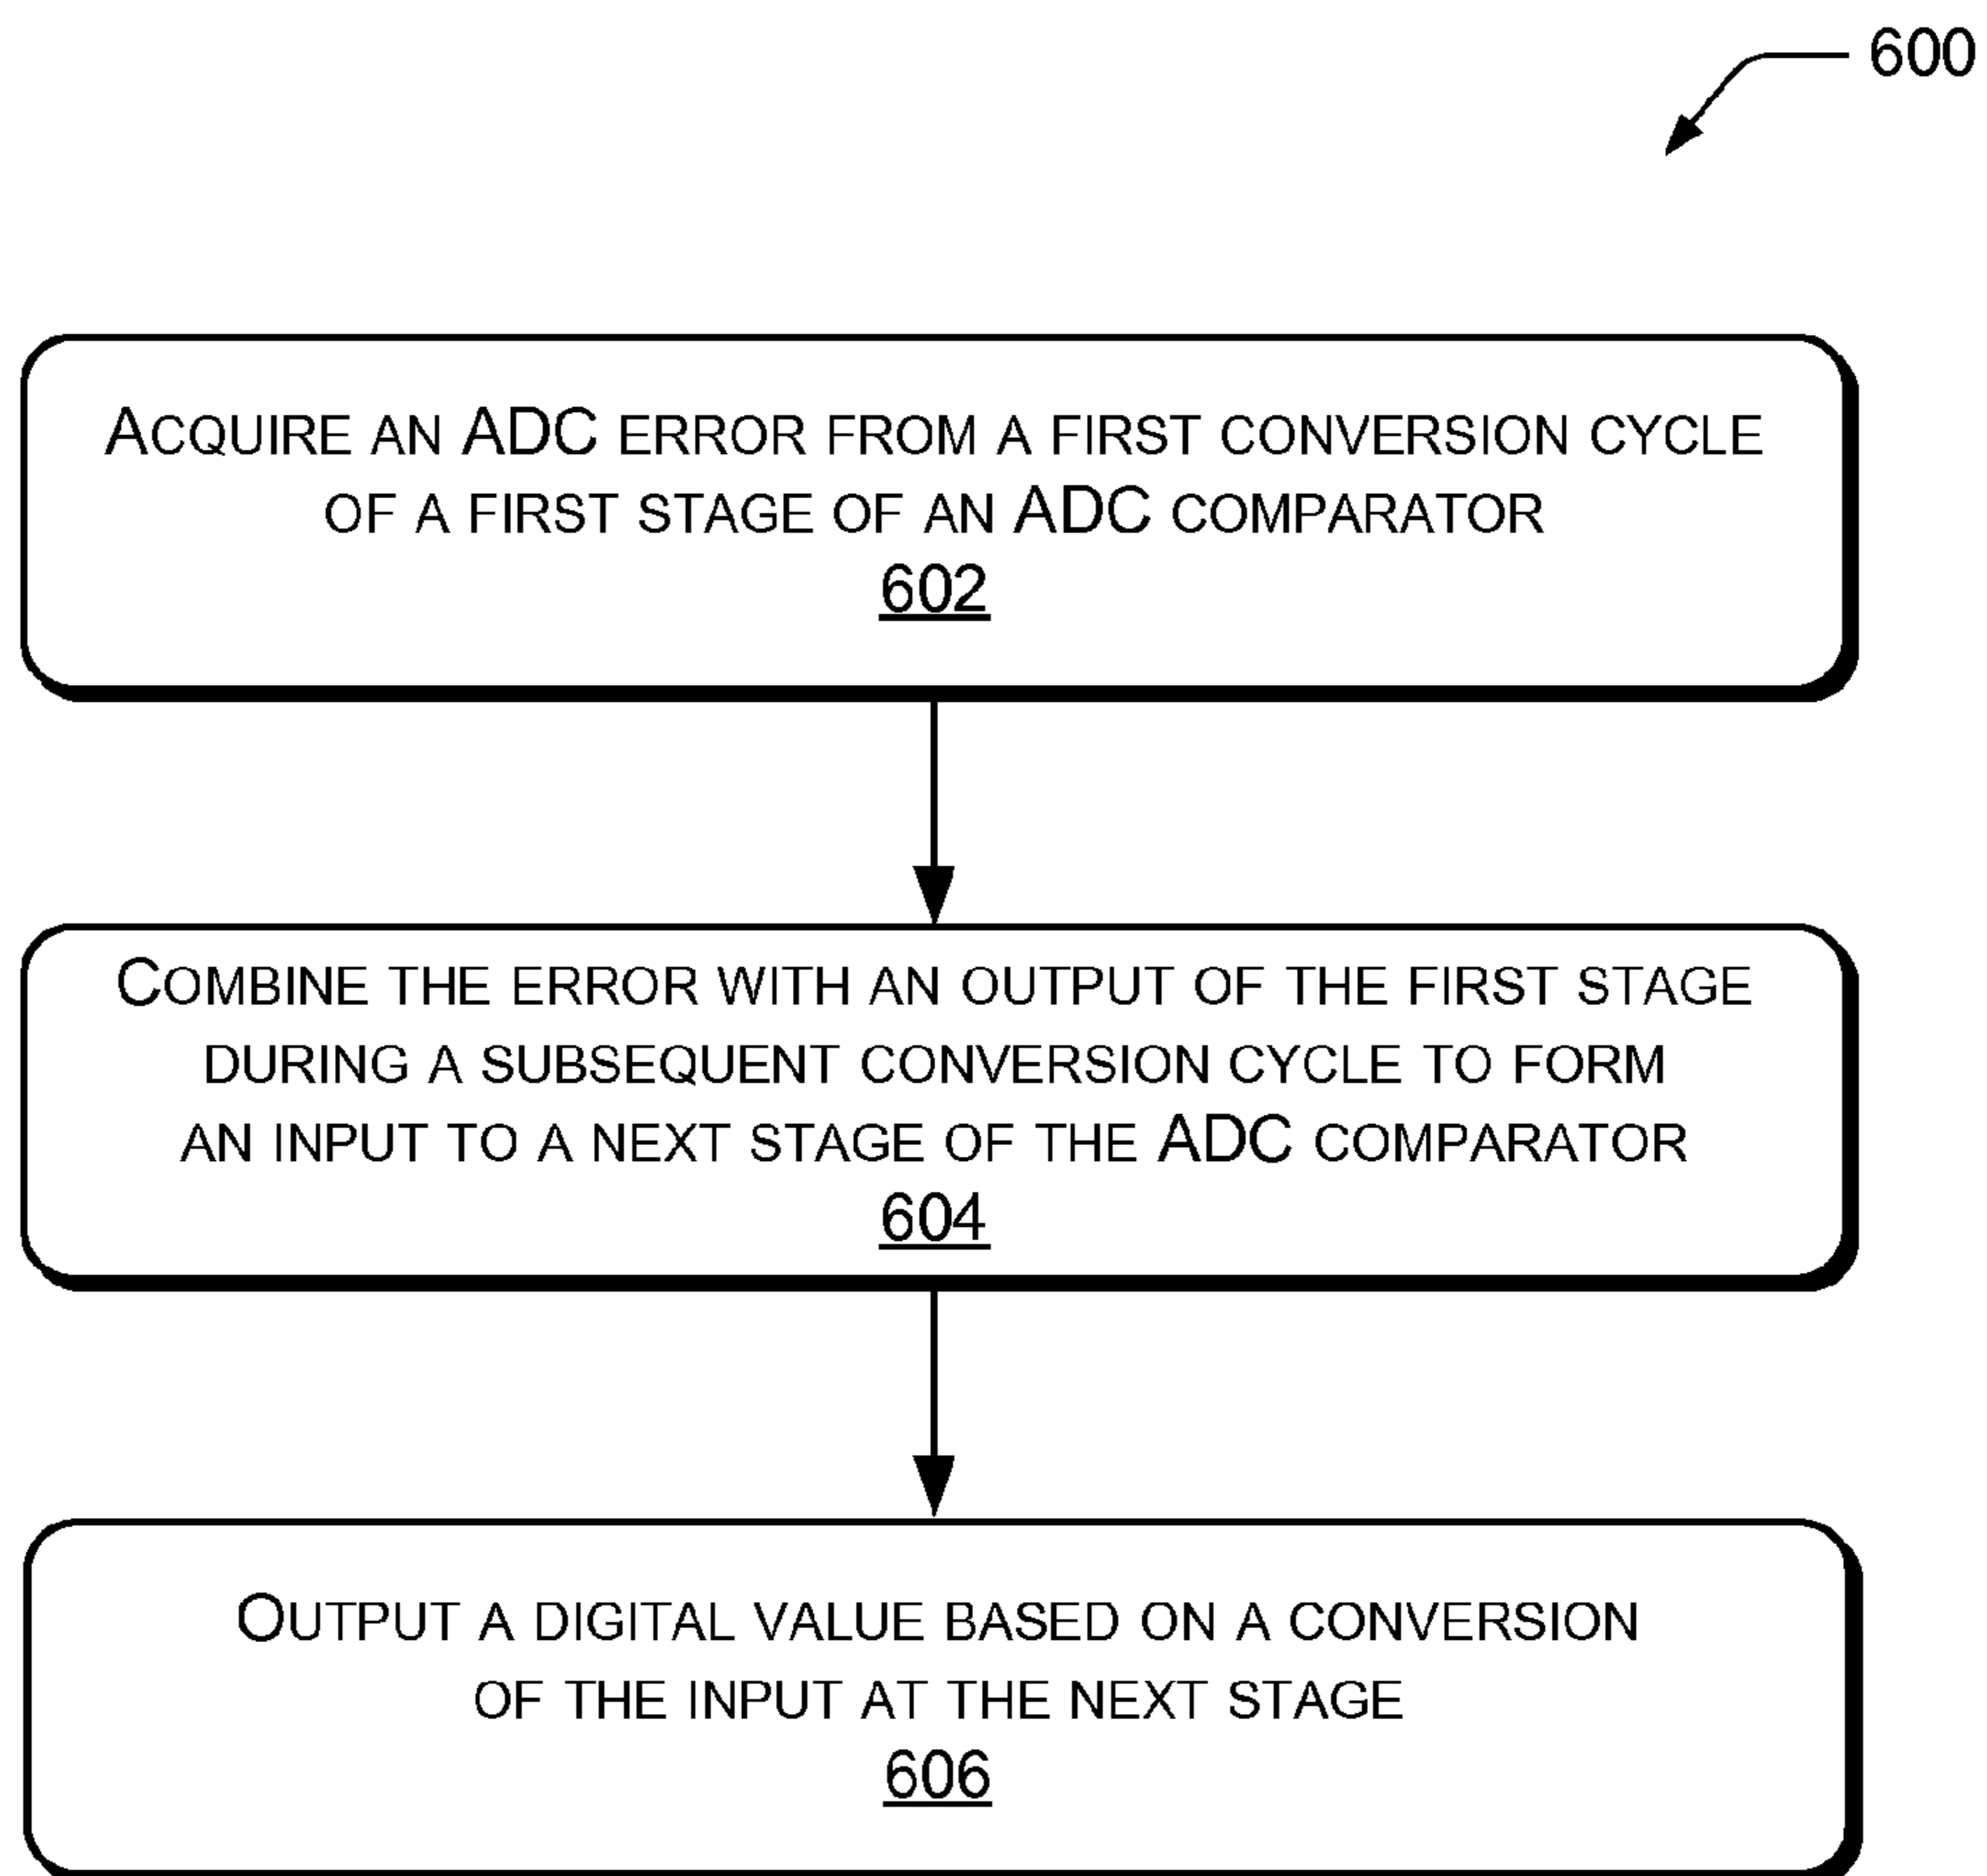 600
ACQUIRE AN ADC ERROR FROM A FIRST CONVERSION CYCLE
OF A FIRST STAGE OF AN ADC COMPARATOR
602
COMBINE THE ERROR WITH AN OUTPUT OF THE FIRST STAGE
DURING A SUBSEQUENT CONVERSION CYCLE TO FORM
AN INPUT TO A NEXT STAGE OF THE ADC COMPARATOR
604
OUTPUT A DIGITAL VALUE BASED ON A CONVERSION
OF THE INPUT AT THE NEXT STAGE
606